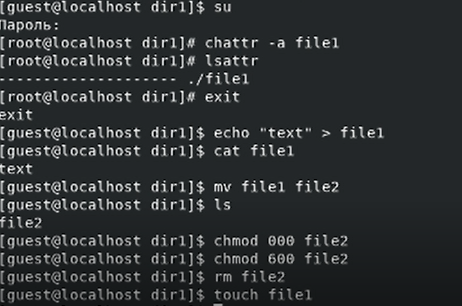 [guest@localhost dir1]$ su
Пароль:
[root@localhost dir1]# chattr -a file1
[root@localhost dir1]# lsattr
-------------------- ./file1
[root@localhost dir1]# exit
exit
[guest@localhost dir1]$ echo "text" > file1
[guest@localhost dir1]$ cat file1
text
[guest@localhost dir1]$ mv file1 file2
[guest@localhost dir1]$ ls
file2
[guest@localhost dir1]$ chmod 000 file2
[guest@localhost dir1]$ chmod 600 file2
[guest@localhost dir1]$ rm file2
[guest@localhost dir1]$ touch file1